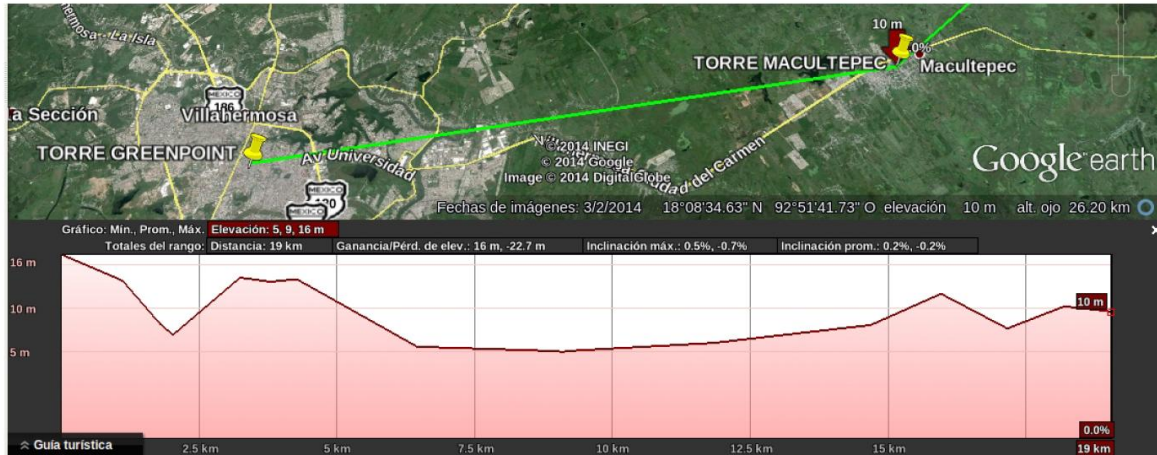 La Isla
10 m
0%
TORRE MACULTEPEC
Macultepec
MEXICO
186
a Sección
Villahermosa
TORRE GREENPOINT
Av Universidad
© 2014 INEGI
© 2014 Google
Image © 2014 DigitalGlobe
Ciudad del Carmen
Google earth
MEXICO
MEXICO
Fechas de imágenes: 3/2/2014 18°08'34.63" N 92°51'41.73" O elevación 10 m alt. ojo 26.20 km
Gráfico: Mín., Prom., Máx. Elevación: 5, 9, 16 m
Totales del rango: Distancia: 19 km Ganancia/Pérd. de elev.: 16 m, -22.7 m Inclinación máx.: 0.5%, -0.7% Inclinación prom.: 0.2%, -0.2%
16 m
10 m
10 m
5 m
0.0%
Guía turística
2.5 km 5 km 7.5 km 10 km 12.5 km 15 km 19 km